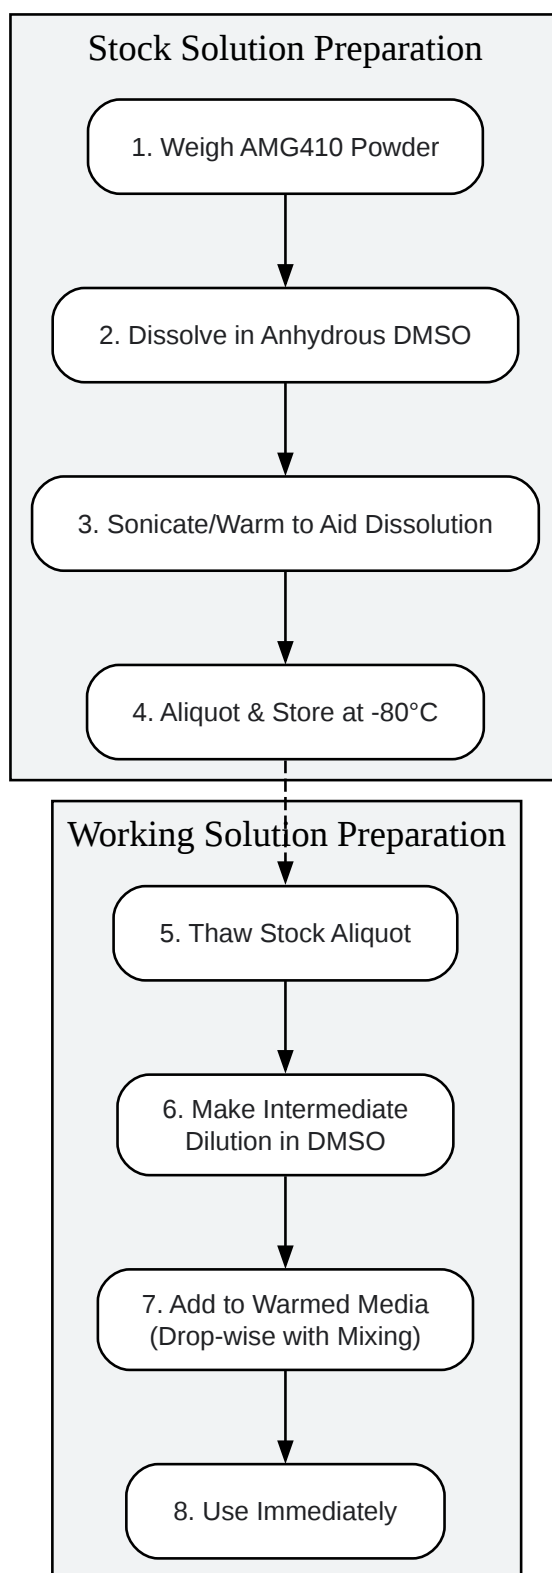 Stock Solution Preparation
1. Weigh AMG410 Powder
2. Dissolve in Anhydrous DMSO
3. Sonicate/Warm to Aid Dissolution
4. Aliquot & Store at -80°C
Working Solution Preparation
5. Thaw Stock Aliquot
6. Make Intermediate
Dilution in DMSO
7. Add to Warmed Media
(Drop-wise with Mixing)
8. Use Immediately